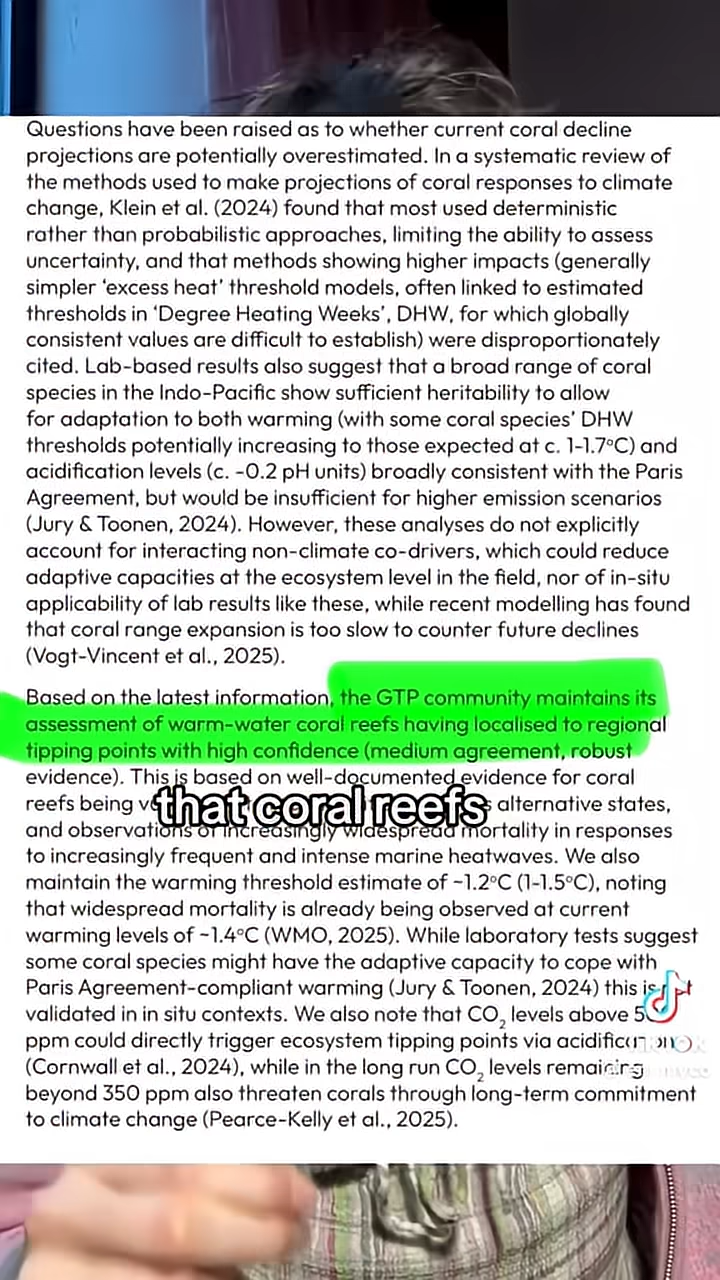 Questions have been raised as to whether current coral decline
projections are potentially overestimated. In a systematic review of
the methods used to make projections of coral responses to climate
change, Klein et al. (2024) found that most used deterministic
rather than probabilistic approaches, limiting the ability to assess
uncertainty, and that methods showing higher impacts (generally
simpler ‘excess heat’ threshold models, often linked to estimated
thresholds in ‘Degree Heating Weeks’, DHW, for which globally
consistent values are difficult to establish) were disproportionately
cited. Lab-based results also suggest that a broad range of coral
species in the Indo-Pacific show sufficient heritability to allow
for adaptation to both warming (with some coral species’ DHW
thresholds potentially increasing to those expected at c. 1-1.7°C) and
acidification levels (c. -0.2 pH units) broadly consistent with the Paris
Agreement, but would be insufficient for higher emission scenarios
(Jury & Toonen, 2024). However, these analyses do not explicitly
account for interacting non-climate co-drivers, which could reduce
adaptive capacities at the ecosystem level in the field, nor of in-situ
applicability of lab results like these, while recent modelling has found
that coral range expansion is too slow to counter future declines
(Vogt-Vincent et al., 2025).
Based on the latest information, the GTP community maintains its
assessment of warm-water coral reefs having localised to regional
tipping points with high confidence (medium agreement, robust
evidence). This is based on well-documented evidence for coral
reefs being alternative states,
that coral reefs
and observations of increasingly widespread mortality in responses
to increasingly frequent and intense marine heatwaves. We also
maintain the warming threshold estimate of ~1.2°C (1-1.5°C), noting
that widespread mortality is already being observed at current
warming levels of ~1.4°C (WMO, 2025). While laboratory tests suggest
some coral species might have the adaptive capacity to cope with
Paris Agreement-compliant warming (Jury & Toonen, 2024) this is
validated in in situ contexts. We also note that CO₂ levels above
ppm could directly trigger ecosystem tipping points via acidification
(Cornwall et al., 2024), while in the long run CO₂ levels remaining
beyond 350 ppm also threaten corals through long-term commitment
to climate change (Pearce-Kelly et al., 2025).
TikTok